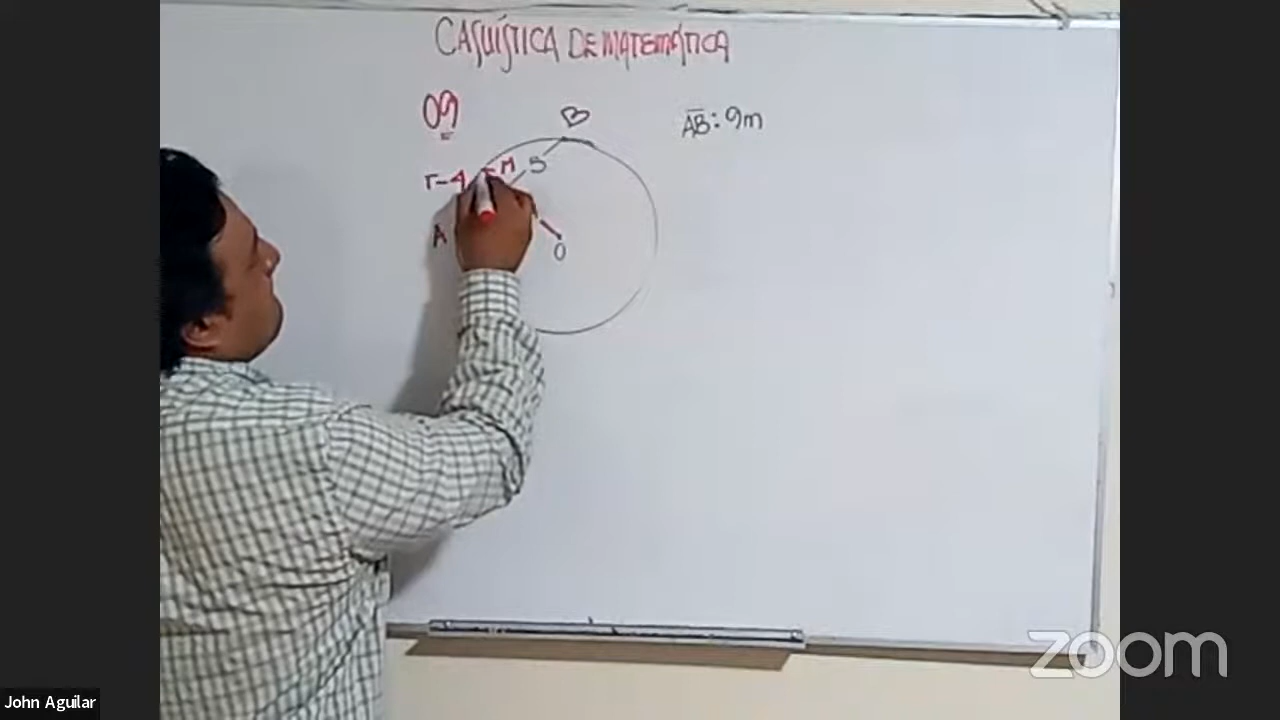 CASUÍSTICA DE MATEMÁTICA
09
B
AB: 9m
M
5
r-4
A
O
zoom
John Aguilar